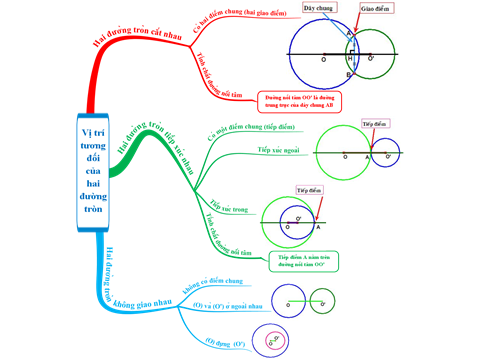 Vị trí
tương
đối
của
hai
đường
tròn
Hai đường tròn cắt nhau
Có hai điểm chung (hai giao điểm)
Tính chất đường nối tâm
Dây chung
Giao điểm
A
O
H
O'
B
Đường nối tâm OO' là đường
trung trực của dây chung AB
Hai đường tròn tiếp xúc nhau
Có một điểm chung (tiếp điểm)
Tiếp xúc ngoài
Tiếp điểm
O
A
O'
Tiếp xúc trong
Tiếp điểm
O
O'
A
Tính chất đường nối tâm
Tiếp điểm A nằm trên
đường nối tâm OO'
Hai đường tròn không giao nhau
không có điểm chung
(O) và (O') ở ngoài nhau
O
O'
(O) đựng (O')
O
O'